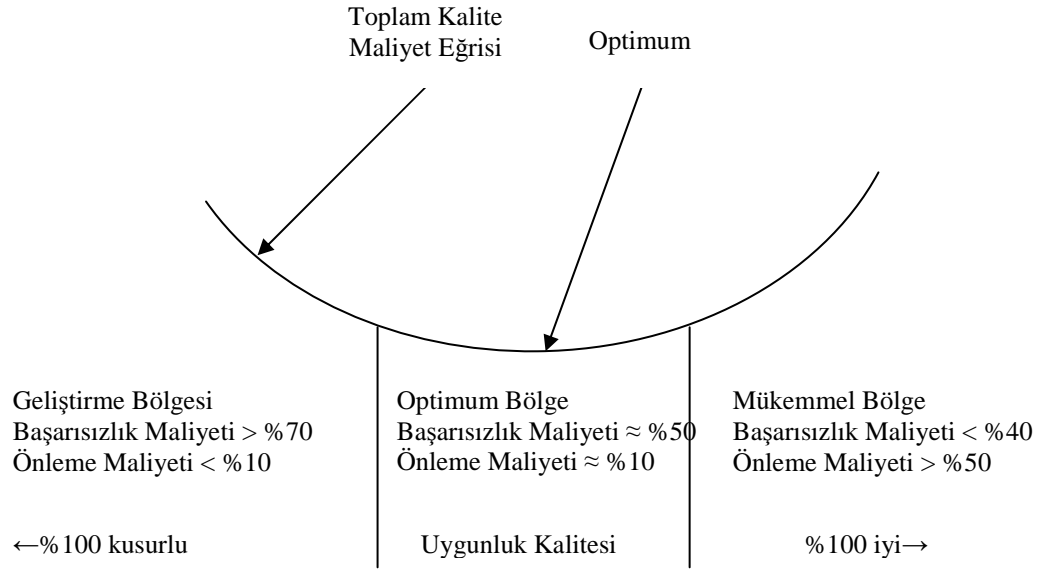 Toplam Kalite
Maliyet Eğrisi
Optimum
Geliştirme Bölgesi
Başarısızlık Maliyeti > %70
Önleme Maliyeti < %10
Optimum Bölge
Başarısızlık Maliyeti ≈ %50
Önleme Maliyeti ≈ %10
Mükemmel Bölge
Başarısızlık Maliyeti < %40
Önleme Maliyeti > %50
←%100 kusurlu
Uygunluk Kalitesi
%100 iyi→